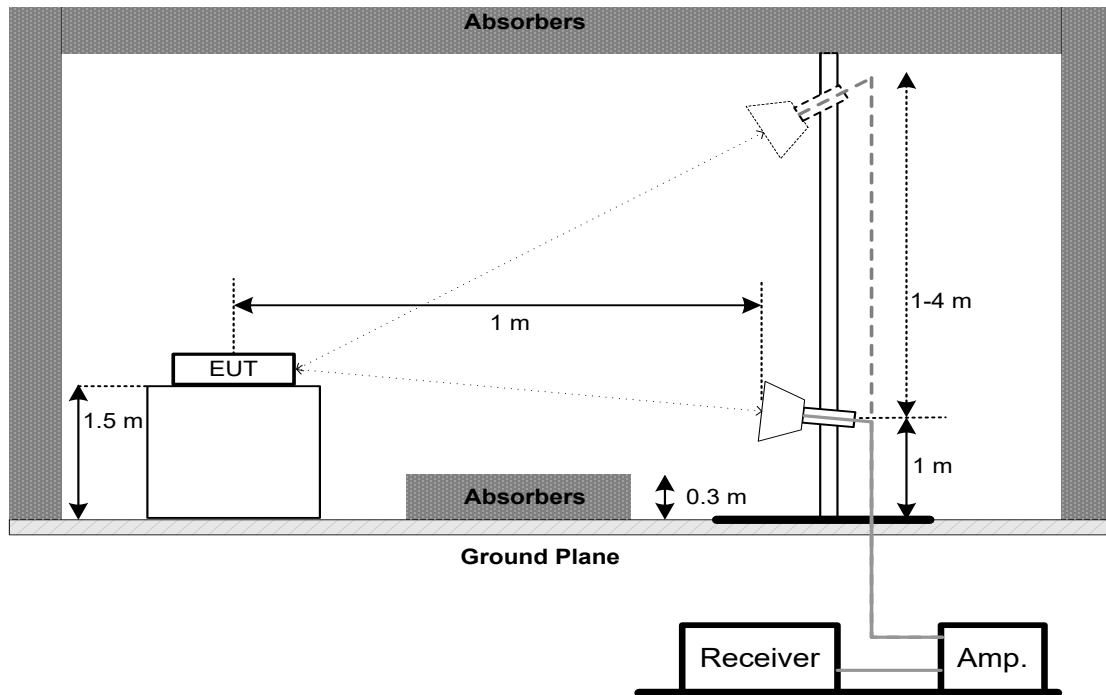 Absorbers
1-4 m
1 m
EUT
1.5 m
1 m
0.3 m
Absorbers
Ground Plane
Receiver
Amp.